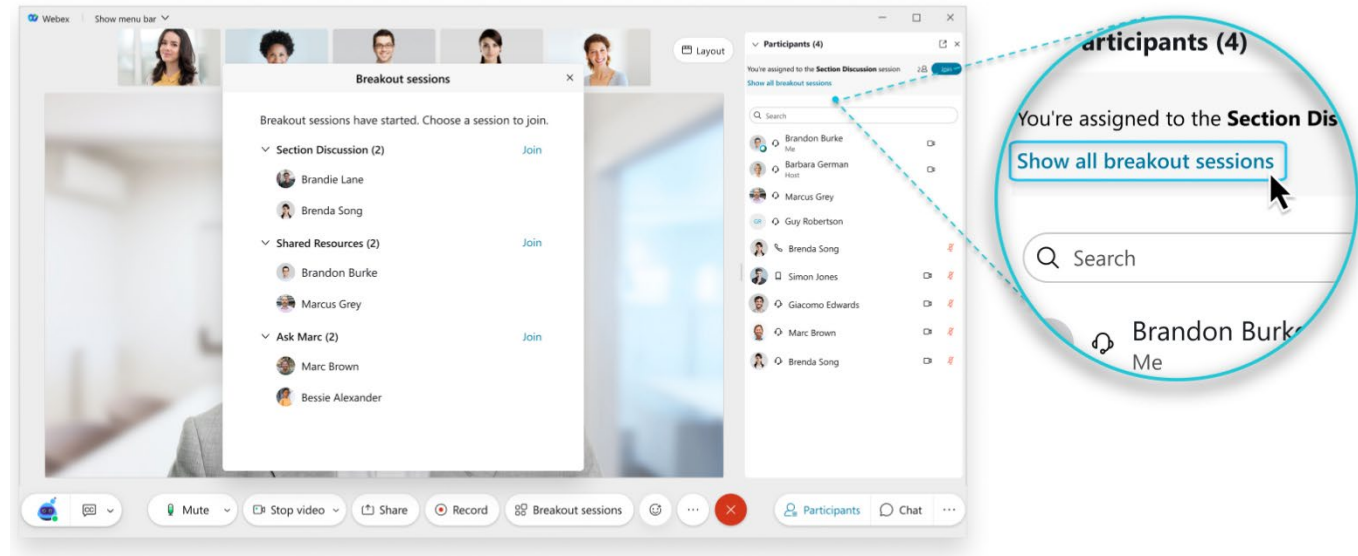 Webex
Show menu bar
Layout
Breakout sessions
Breakout sessions have started. Choose a session to join.
Section Discussion (2) Join
Brandie Lane
Brenda Song
Shared Resources (2) Join
Brandon Burke
Marcus Grey
Ask Marc (2) Join
Marc Brown
Bessie Alexander
Participants (4)
You're assigned to the Section Discussion session 2 Join
Show all breakout sessions
Search
Brandon Burke
Me
Barbara German
Host
Marcus Grey
GR Guy Robertson
Brenda Song
Simon Jones
Giacomo Edwards
Marc Brown
Brenda Song
CC
Mute
Stop video
Share
Record
Breakout sessions
Participants
Chat
articipants (4)
You're assigned to the Section Dis
Show all breakout sessions
Search
Brandon Burke
Me